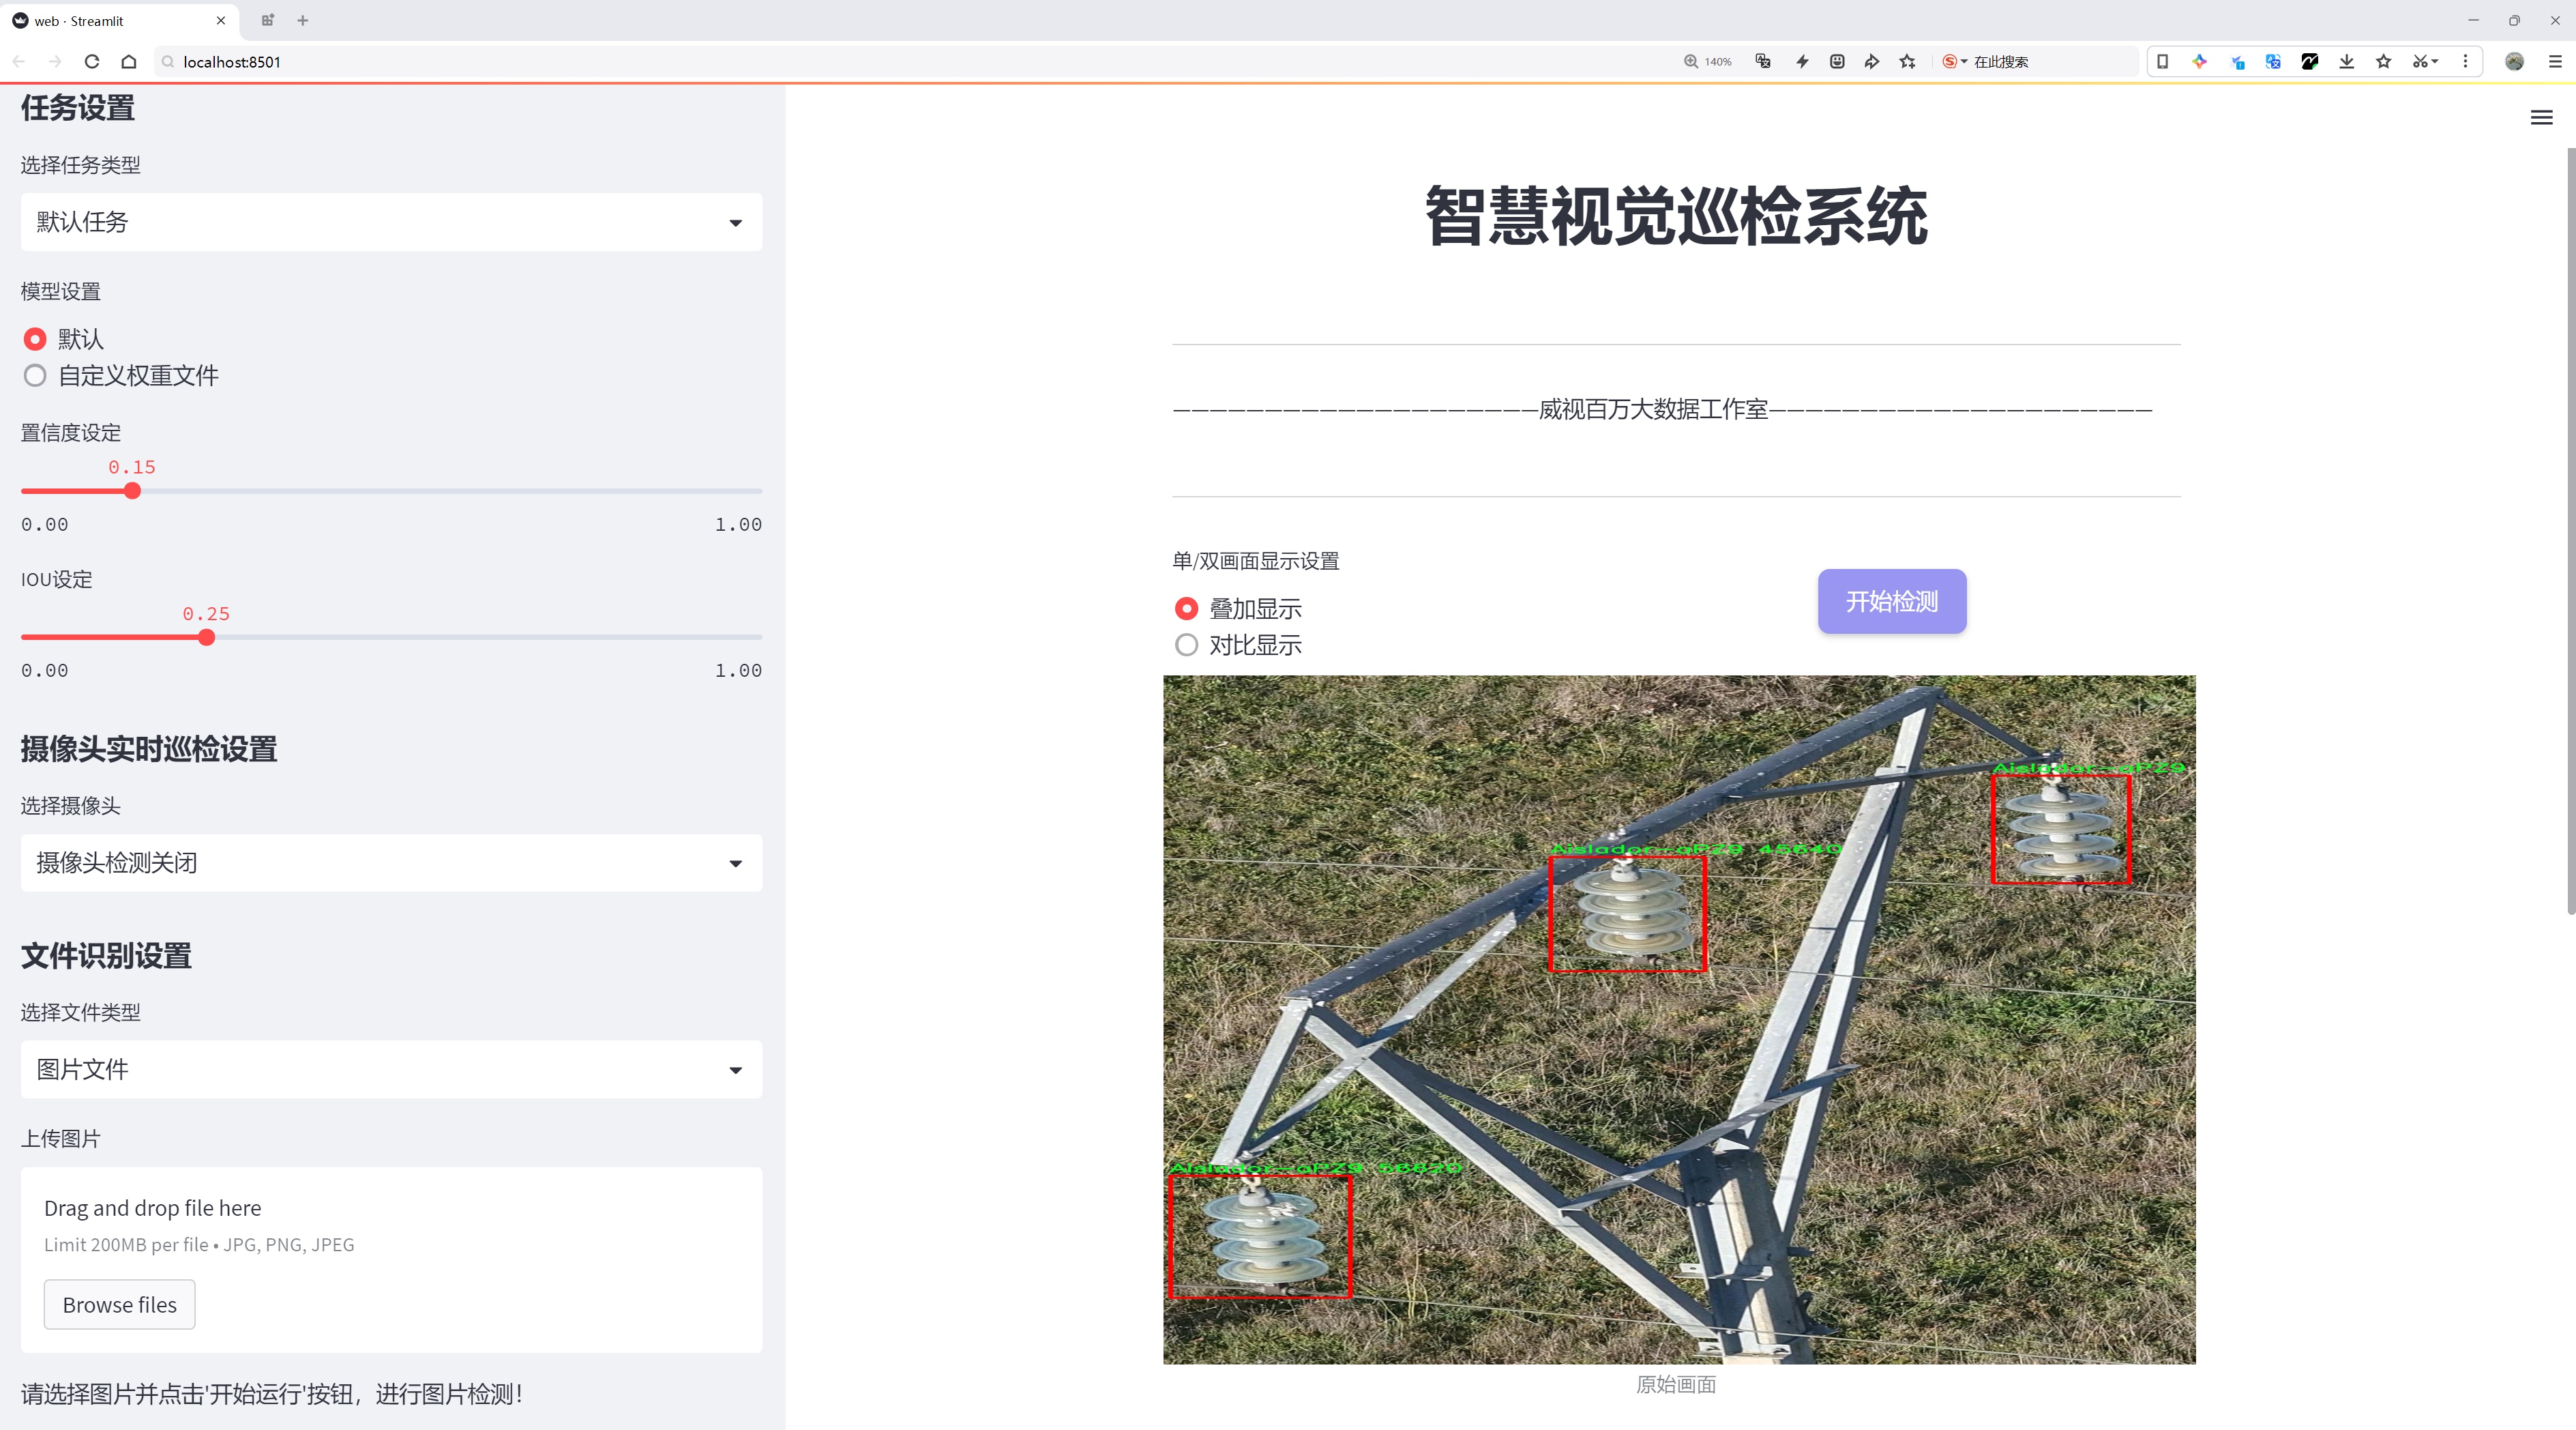 web · Streamlit
localhost:8501
140%
在此搜索
任务设置
选择任务类型
默认任务
模型设置
默认
自定义权重文件
置信度设定
0.15
0.00
1.00
IOU设定
0.25
0.00
1.00
摄像头实时巡检设置
选择摄像头
摄像头检测关闭
文件识别设置
选择文件类型
图片文件
上传图片
Drag and drop file here
Limit 200MB per file • JPG, PNG, JPEG
Browse files
请选择图片并点击'开始运行'按钮，进行图片检测！
智慧视觉巡检系统
————————————————————威视百万大数据工作室—————————————————————
单/双画面显示设置
叠加显示
对比显示
开始检测
Aislador--aPZ9
Aislador--aPZ9 45640
Aislador--aPZ9 56620
原始画面